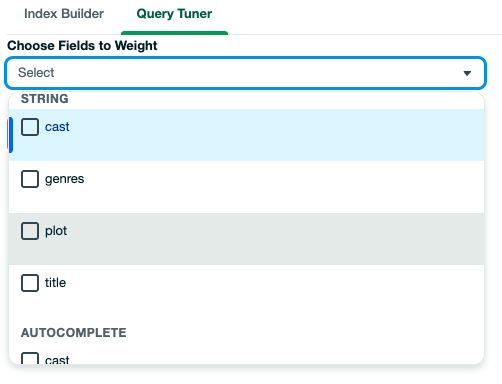 Index Builder Query Tuner
Choose Fields to Weight
Select
STRING
cast
genres
plot
title
AUTOCOMPLETE
cast